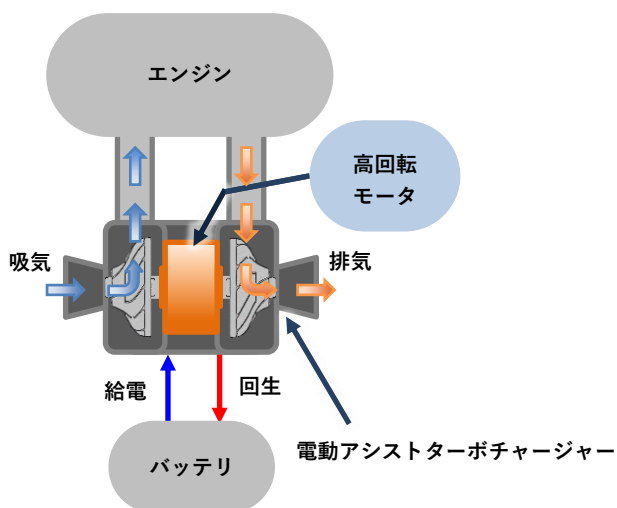 エンジン
高回転
モータ
吸気
排気
給電
回生
電動アシストターボチャージャー
バッテリ